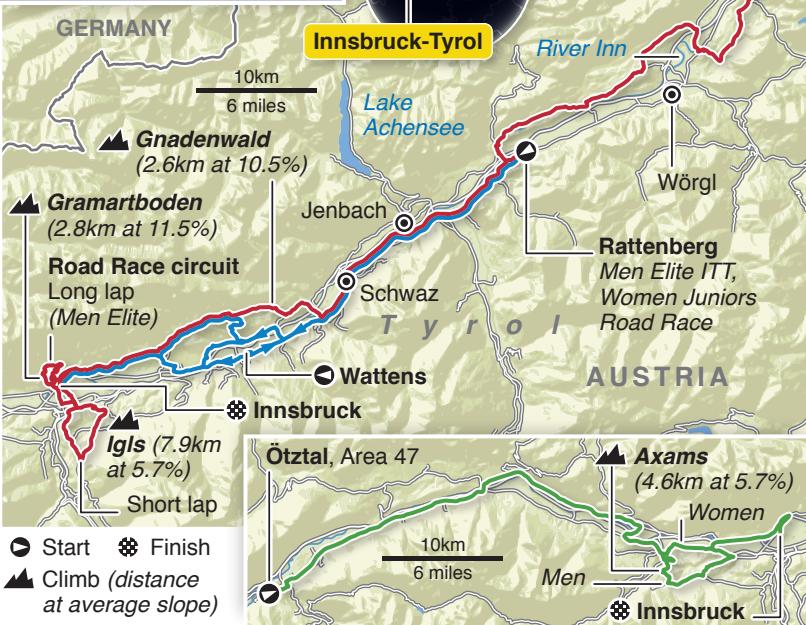 GERMANY
Innsbruck-Tyrol
River Inn
10km
6 miles
Lake
Achensee
Gnadenwald
(2.6km at 10.5%)
Wörgl
Gramartboden
(2.8km at 11.5%)
Jenbach
Road Race circuit
Long lap
(Men Elite)
Schwaz
Rattenberg
Men Elite ITT,
Women Juniors
Road Race
Tyrol
AUSTRIA
Wattens
Innsbruck
Igls (7.9km
at 5.7%)
Short lap
Start
Finish
Climb (distance
at average slope)
Ötztal, Area 47
Axams
(4.6km at 5.7%)
Women
10km
6 miles
Men
Innsbruck